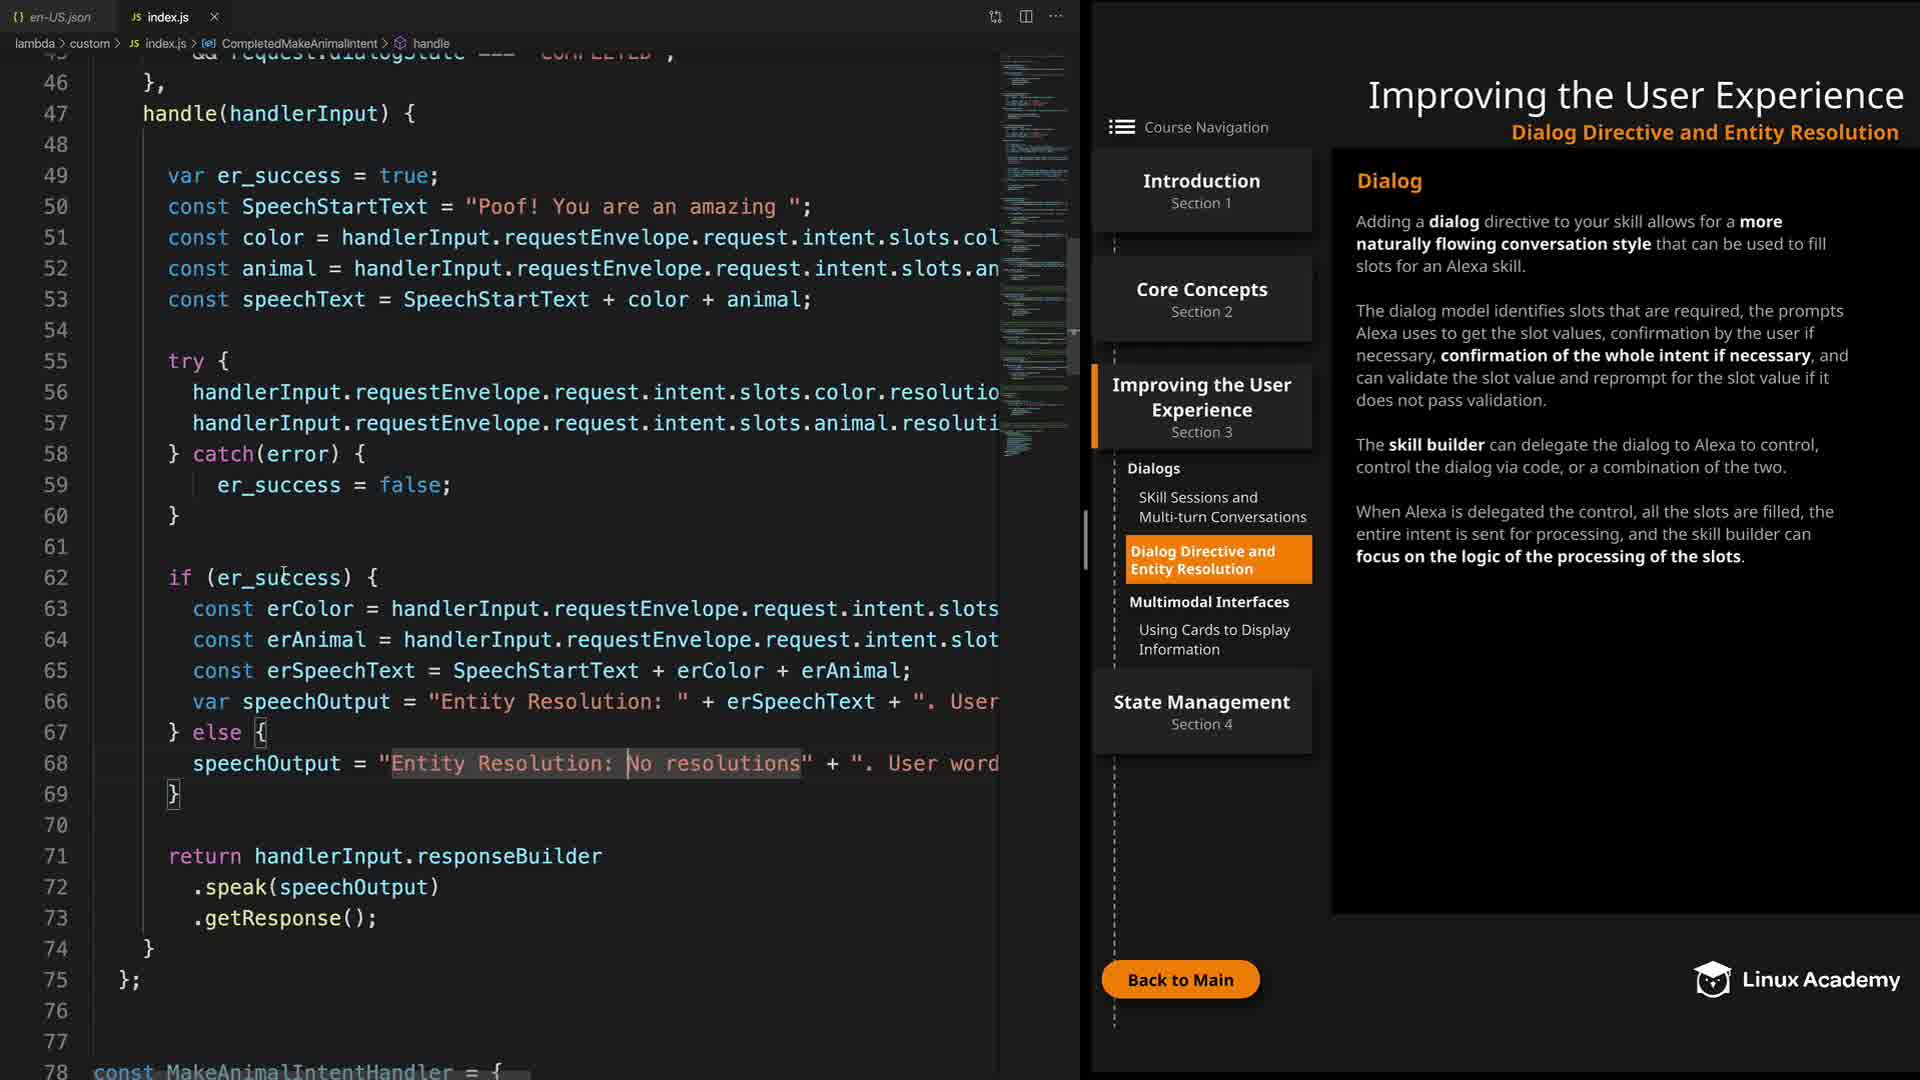 {} en-US.json
JS index.js
lambda > custom > JS index.js > CompletedMakeAnimalIntent > handle
45 && request.dialogState === 'COMPLETED';
46 },
47 handle(handlerInput) {
48
49 var er_success = true;
50 const SpeechStartText = "Poof! You are an amazing ";
51 const color = handlerInput.requestEnvelope.request.intent.slots.col
52 const animal = handlerInput.requestEnvelope.request.intent.slots.an
53 const speechText = SpeechStartText + color + animal;
54
55 try {
56 handlerInput.requestEnvelope.request.intent.slots.color.resolutio
57 handlerInput.requestEnvelope.request.intent.slots.animal.resoluti
58 } catch(error) {
59 er_success = false;
60 }
61
62 if (er_success) {
63 const erColor = handlerInput.requestEnvelope.request.intent.slots
64 const erAnimal = handlerInput.requestEnvelope.request.intent.slot
65 const erSpeechText = SpeechStartText + erColor + erAnimal;
66 var speechOutput = "Entity Resolution: " + erSpeechText + ". User
67 } else {
68 speechOutput = "Entity Resolution: No resolutions" + ". User word
69 }
70
71 return handlerInput.responseBuilder
72 .speak(speechOutput)
73 .getResponse();
74 }
75 };
76
77
78 const MakeAnimalIntentHandler = {
Improving the User Experience
Dialog Directive and Entity Resolution
Course Navigation
Introduction
Section 1
Core Concepts
Section 2
Improving the User
Experience
Section 3
Dialogs
SKill Sessions and
Multi-turn Conversations
Dialog Directive and
Entity Resolution
Multimodal Interfaces
Using Cards to Display
Information
State Management
Section 4
Back to Main
Dialog
Adding a dialog directive to your skill allows for a more
naturally flowing conversation style that can be used to fill
slots for an Alexa skill.
The dialog model identifies slots that are required, the prompts
Alexa uses to get the slot values, confirmation by the user if
necessary, confirmation of the whole intent if necessary, and
can validate the slot value and reprompt for the slot value if it
does not pass validation.
The skill builder can delegate the dialog to Alexa to control,
control the dialog via code, or a combination of the two.
When Alexa is delegated the control, all the slots are filled, the
entire intent is sent for processing, and the skill builder can
focus on the logic of the processing of the slots.
Linux Academy